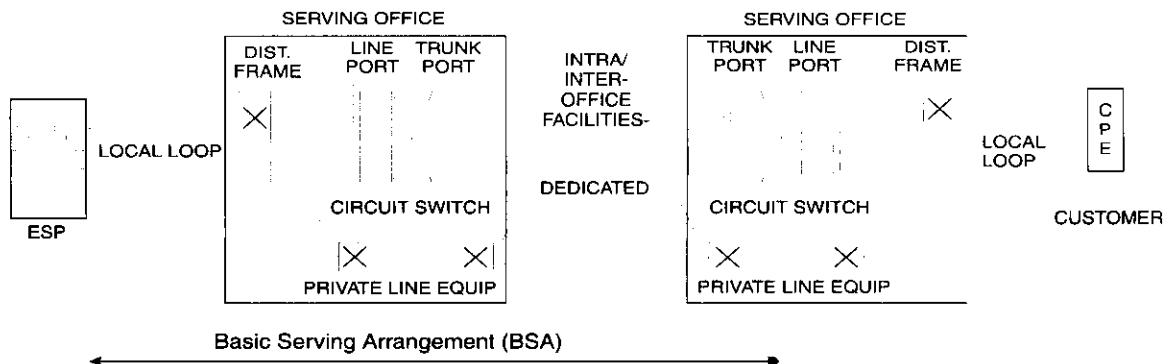 SERVING OFFICE
DIST. FRAME
LINE PORT
TRUNK PORT
CIRCUIT SWITCH
PRIVATE LINE EQUIP
ESP
LOCAL LOOP
INTRA/
INTER-
OFFICE
FACILITIES-
DEDICATED
SERVING OFFICE
TRUNK PORT
LINE PORT
DIST. FRAME
CIRCUIT SWITCH
PRIVATE LINE EQUIP
LOCAL
LOOP
CPE
CUSTOMER
Basic Serving Arrangement (BSA)